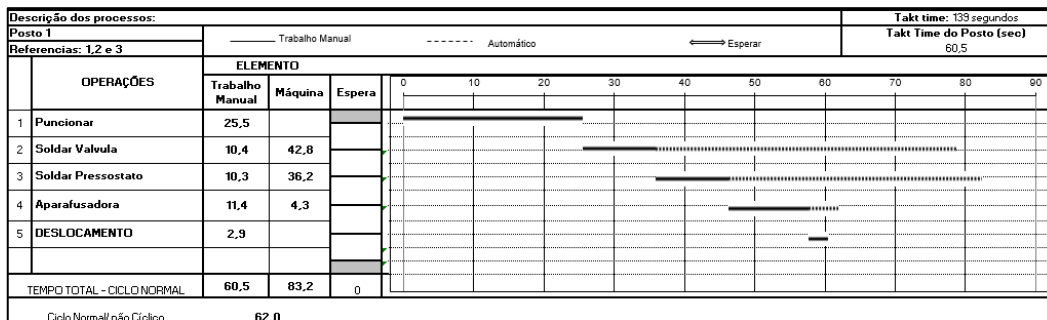 Descrição dos processos:
Takt time: 139 segundos
Posto 1
Trabalho Manual
Automático
Esperar
Takt Time do Posto (sec)
Referencias: 1,2 e 3
60,5
OPERAÇÕES
ELEMENTO
Trabalho Manual
Máquina
Espera
0 10 20 30 40 50 60 70 80 90
1 Puncionar 25,5
2 Soldar Valvula 10,4 42,8
3 Soldar Pressostato 10,3 36,2
4 Aparafusadora 11,4 4,3
5 DESLOCAMENTO 2,9
TEMPO TOTAL - CICLO NORMAL 60,5 83,2 0
Ciclo Normal/ não Cíclico 62,0